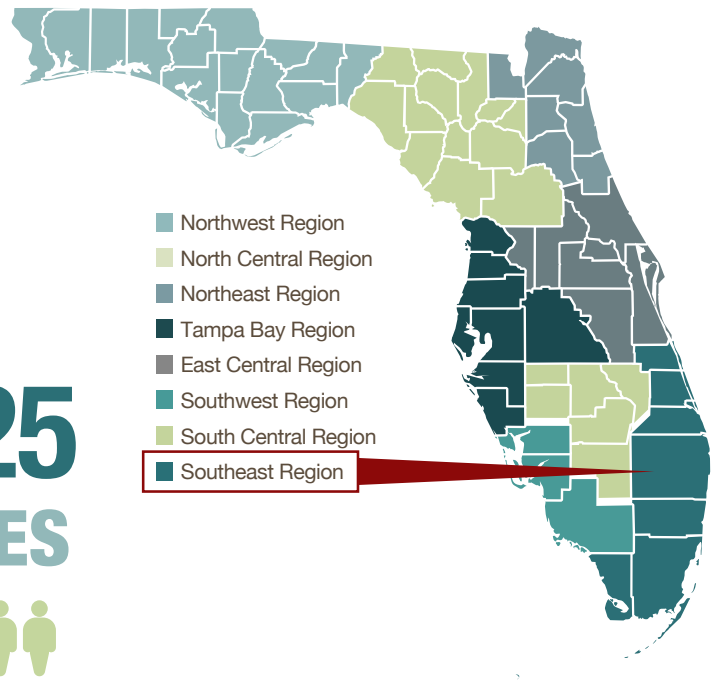 Northwest Region
North Central Region
Northeast Region
Tampa Bay Region
East Central Region
Southwest Region
South Central Region
Southeast Region
25
ES